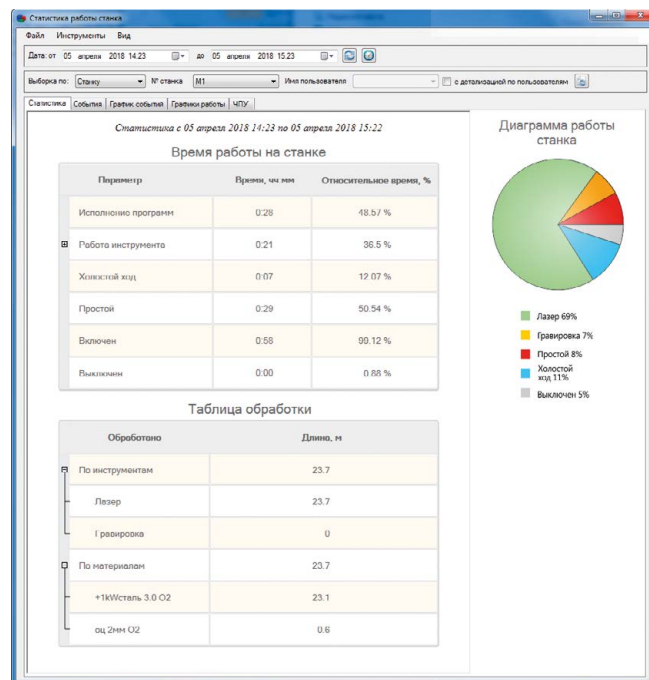 Статистика работы станка
Файл Инструменты Вид
Дата: от 05 апреля 2018 14:23 до 05 апреля 2018 15:23
Выборка по: Станку № станка М1 Имя пользователя с детализацией по пользователям
Статистика События График событий Графики работы ЧПУ
Статистика с 05 апреля 2018 14:23 по 05 апреля 2018 15:22
Время работы на станке
Параметр Время, чч:мм Относительное время, %
Исполнение программ 0:28 48.57 %
Работа инструмента 0:21 36.5 %
Холостой ход 0:07 12.07 %
Простой 0:29 50.54 %
Включен 0:58 99.12 %
Выключен 0:00 0.88 %
Таблица обработки
Обработано Длина, м
По инструментам 23.7
Лазер 23.7
Гравировка 0
По материалам 23.7
+1kWсталь 3.0 O2 23.1
оц 2мм O2 0.6
Диаграмма работы
станка
Лазер 69%
Гравировка 7%
Простой 8%
Холостой
ход 11%
Выключен 5%